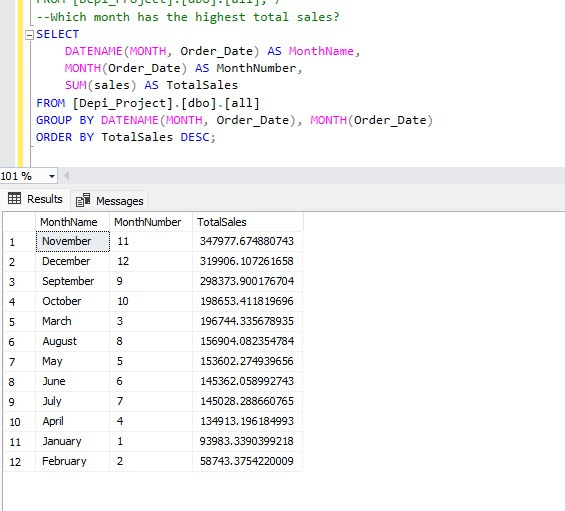 FROM [Depi_Project].[dbo].[all]; /
--Which month has the highest total sales?
SELECT
DATENAME(MONTH, Order_Date) AS MonthName,
MONTH(Order_Date) AS MonthNumber,
SUM(sales) AS TotalSales
FROM [Depi_Project].[dbo].[all]
GROUP BY DATENAME(MONTH, Order_Date), MONTH(Order_Date)
ORDER BY TotalSales DESC;
101 %
Results Messages
MonthName MonthNumber TotalSales
1 November 11 347977.674880743
2 December 12 319906.107261658
3 September 9 298373.900176704
4 October 10 198653.411819696
5 March 3 196744.335678935
6 August 8 156904.082354784
7 May 5 153602.274939656
8 June 6 145362.058992743
9 July 7 145028.288660765
10 April 4 134913.196184993
11 January 1 93983.3390399218
12 February 2 58743.3754220009